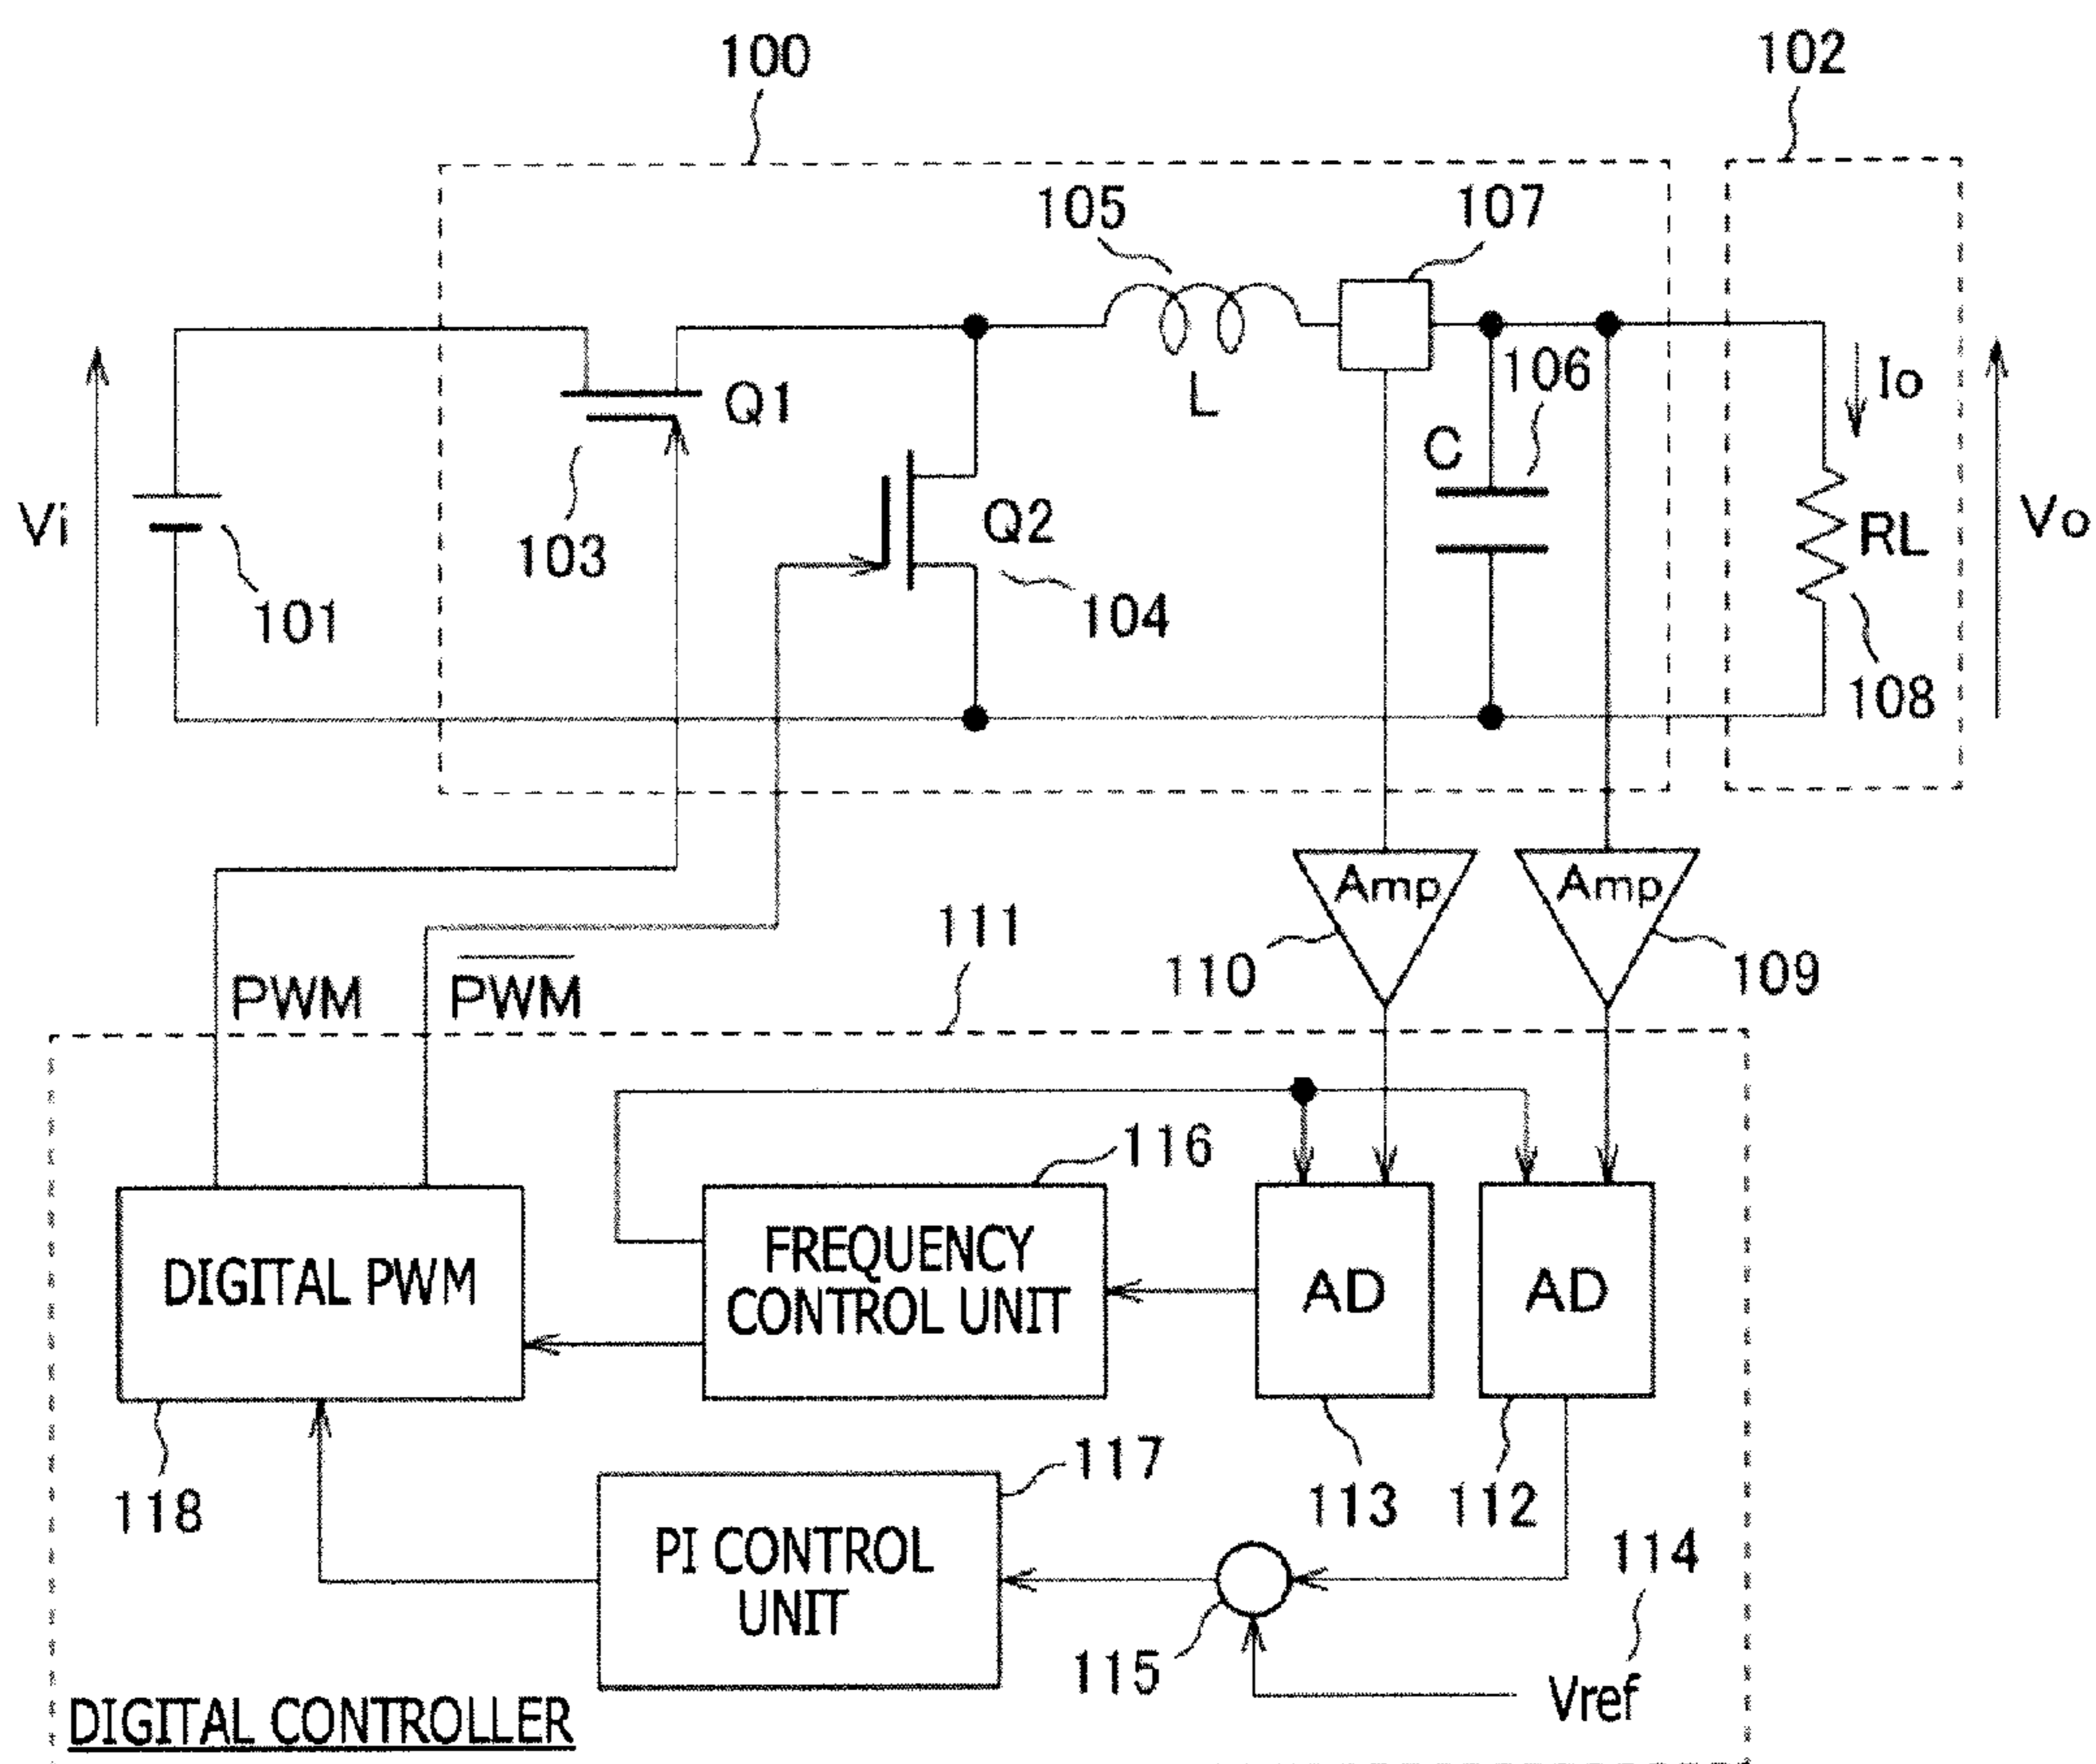 100
102
105
107
106
Io
Q1
L
C
Vi
Q2
RL
Vo
103
101
104
108
Amp
Amp
111
110
109
PWM
P̅W̅M̅
116
FREQUENCY
CONTROL UNIT
DIGITAL PWM
AD
AD
117
118
113
112
114
PI CONTROL
UNIT
115
Vref
DIGITAL CONTROLLER